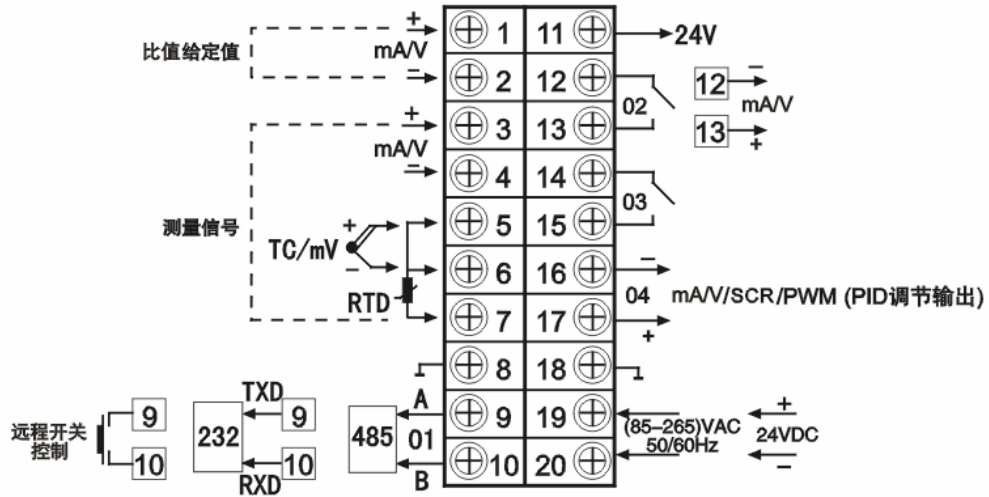 比值给定值
+
mA/V
−
测量信号
+
mA/V
−
TC/mV
+
−
RTD
1 11
2 12
3 13
4 14
5 15
6 16
7 17
8 18
9 19
10 20
24V
02
12 −
mA/V
13 +
03
−
04 mA/V/SCR/PWM (PID调节输出)
+
远程开关
控制
9
10
232
TXD
9
RXD
10
485
A
01
B
(85-265)VAC
50/60Hz
+
24VDC
−